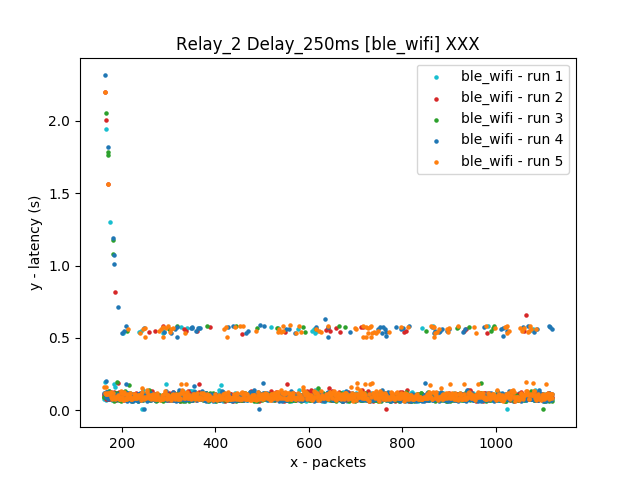 Relay_2 Delay_250ms [ble_wifi] XXX
ble_wifi - run 1
ble_wifi - run 2
ble_wifi - run 3
ble_wifi - run 4
ble_wifi - run 5
y - latency (s)
2.0
1.5
1.0
0.5
0.0
200 400 600 800 1000
x - packets